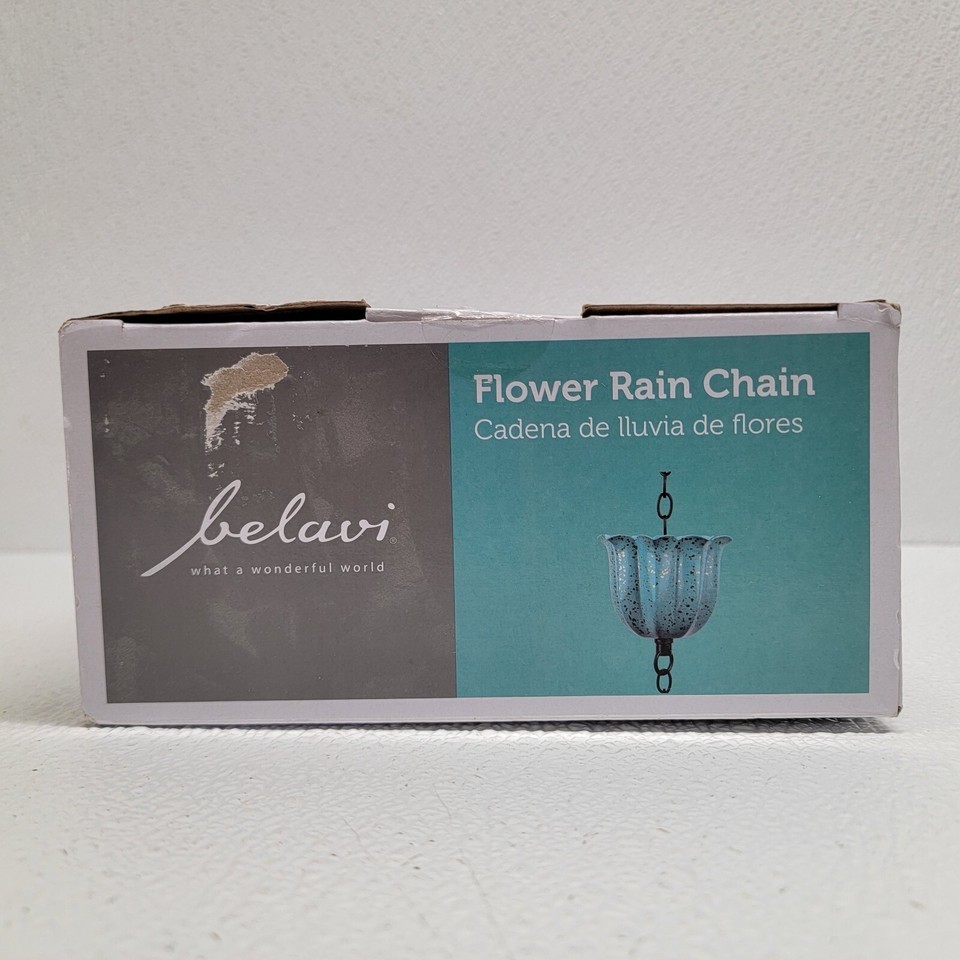 belavi®
what a wonderful world
Flower Rain Chain
Cadena de lluvia de flores